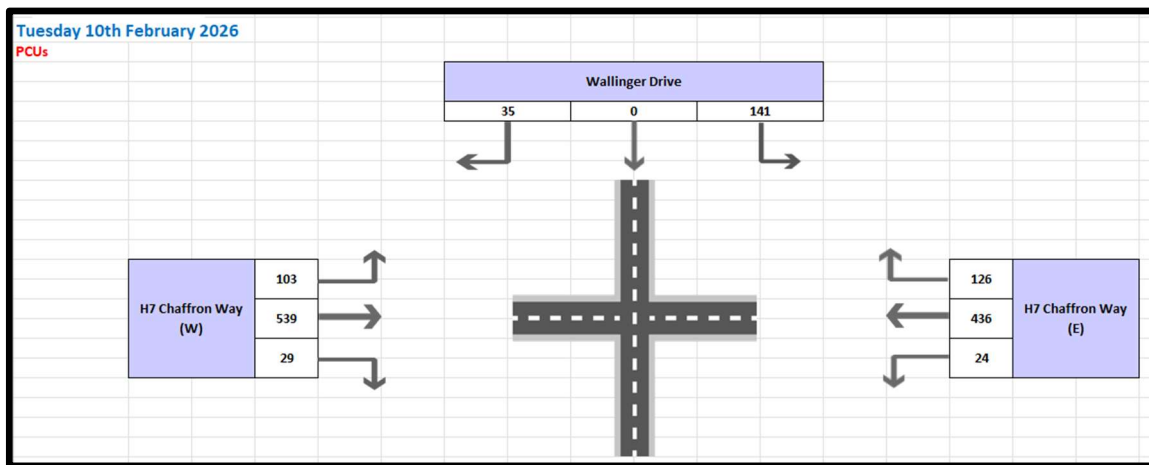 Tuesday 10th February 2026
PCUs
Wallinger Drive
35 0 141
103
126
H7 Chaffron Way
(W)
539
436
H7 Chaffron Way
(E)
29
24